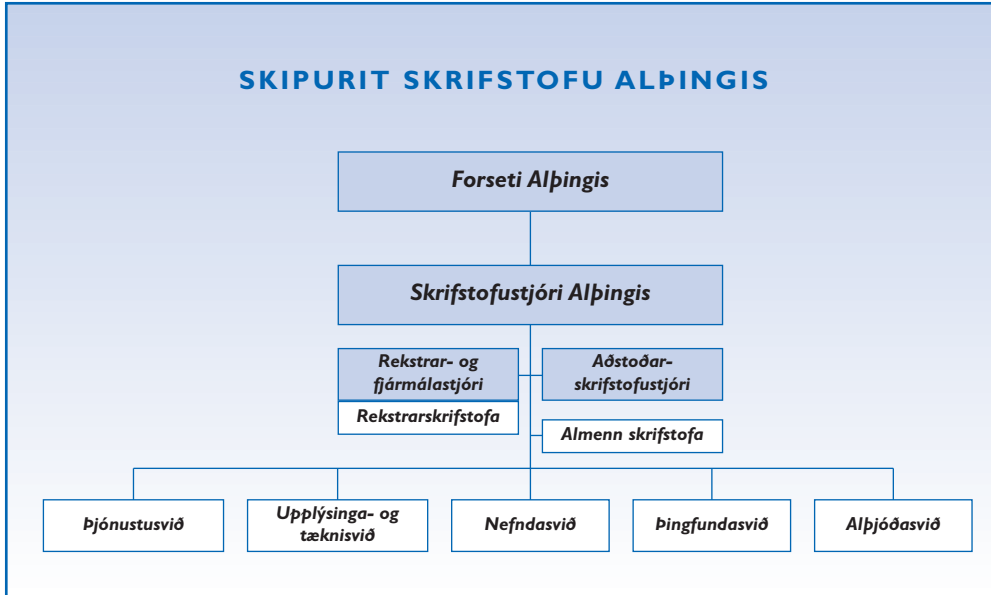 SKIPURIT SKRIFSTOFU ALÞINGIS
Forseti Alþingis
Skrifstofustjóri Alþingis
Rekstrar- og
fjármálastjóri
Rekstrarskrifstofa
Aðstoðar-
skrifstofustjóri
Almenn skrifstofa
Þjónustusvið
Upplýsinga- og
tæknisvið
Nefndasvið
Þingfundasvið
Alþjóðasvið